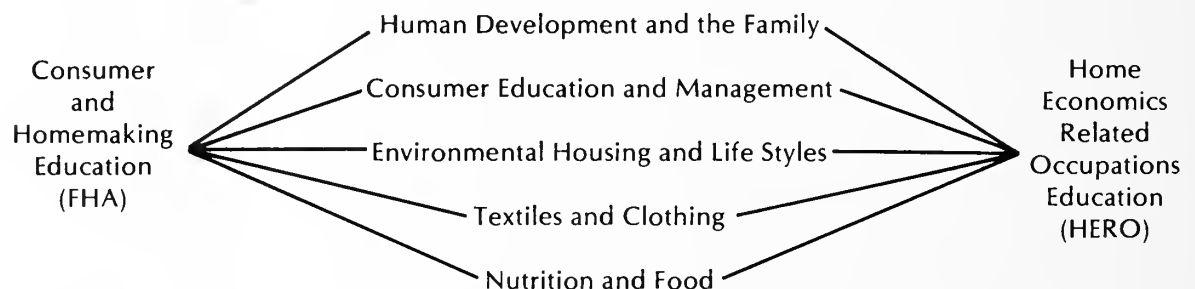 Consumer
and
Homemaking
Education
(FHA)
Human Development and the Family
Consumer Education and Management
Environmental Housing and Life Styles
Textiles and Clothing
Nutrition and Food
Home
Economics
Related
Occupations
Education
(HERO)